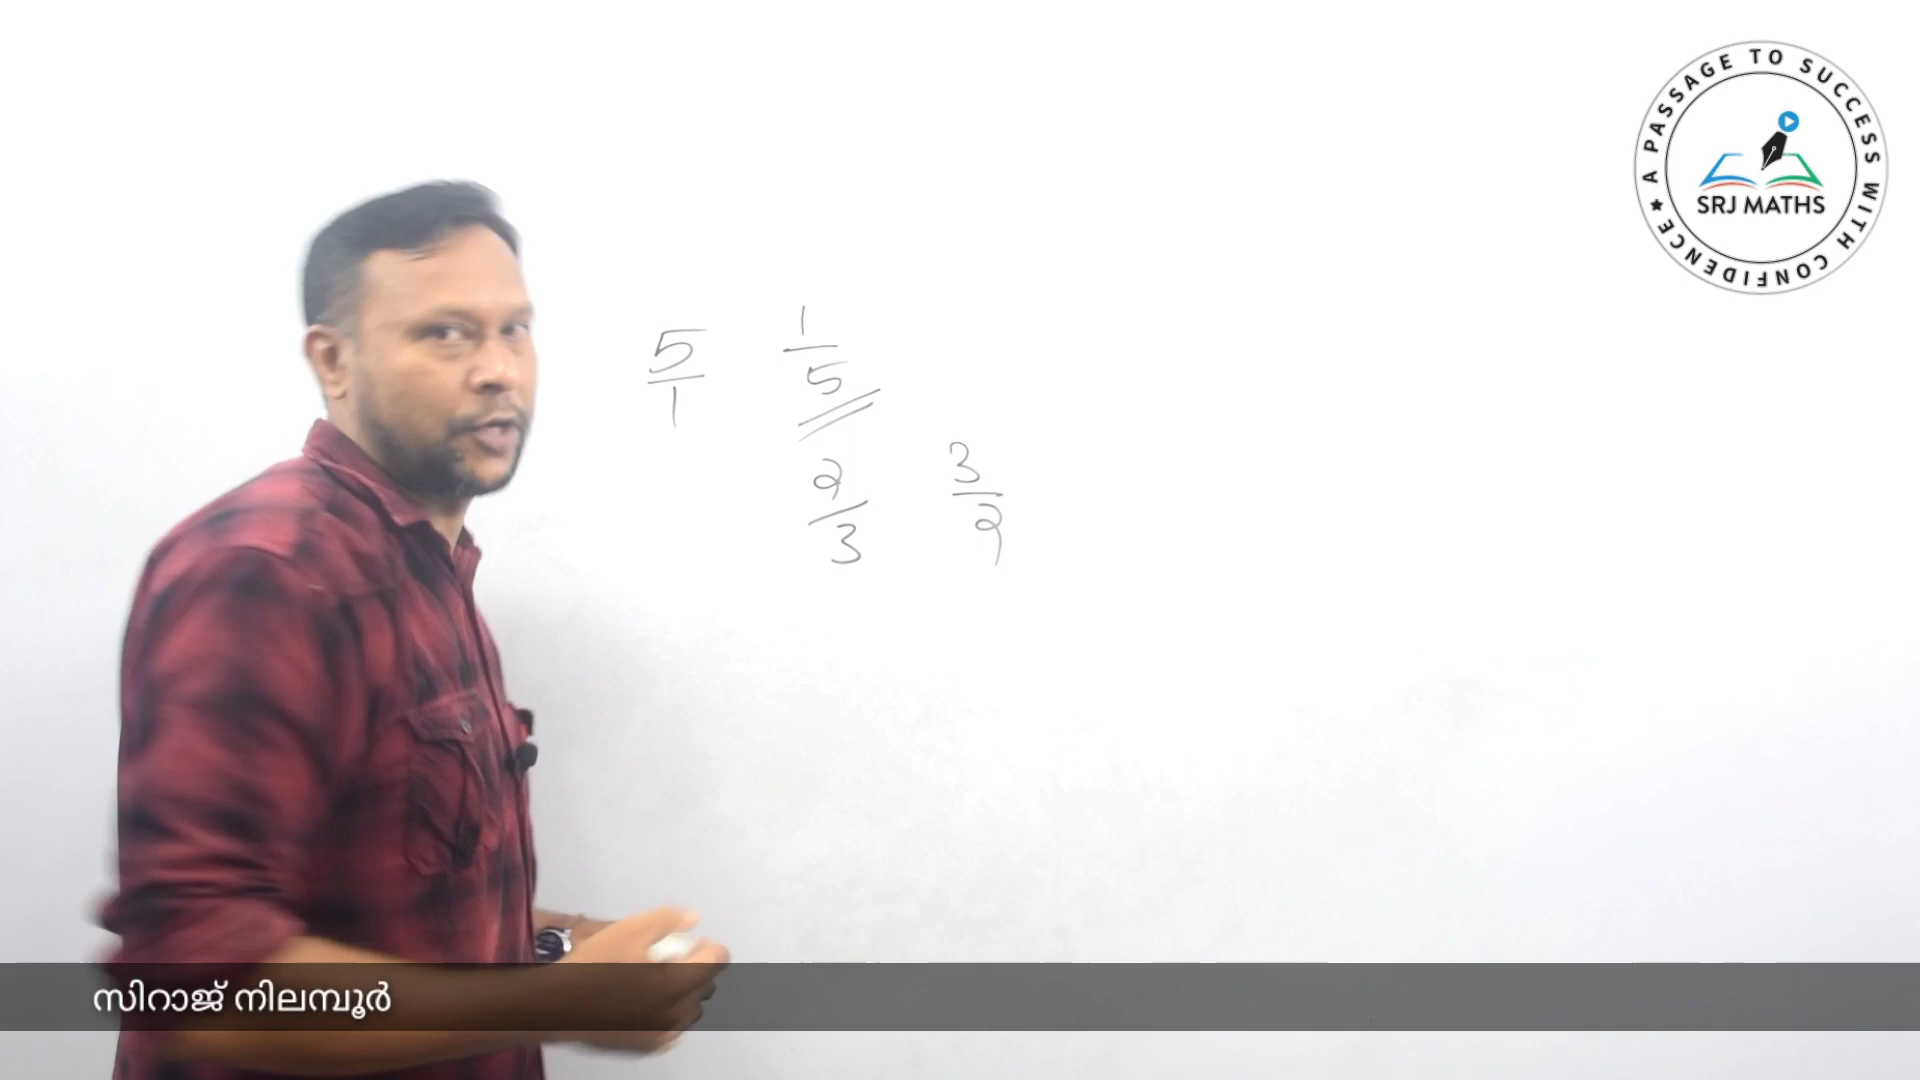 A PASSAGE TO SUCCESS WITH CONFIDENCE ★
SRJ MATHS
5/1 1/5
2/3 3/2
സിറാജ് നിലമ്പൂർ